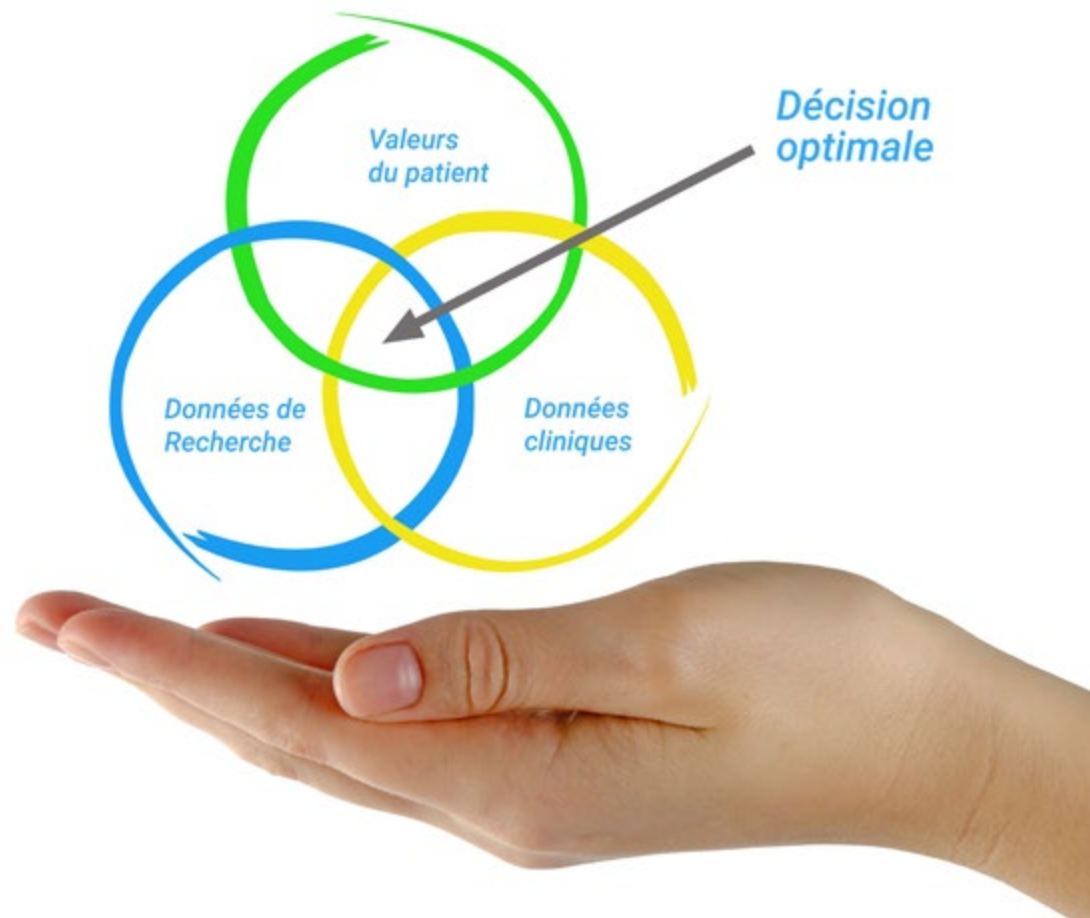 Décision
optimale
Valeurs
du patient
Données de
Recherche
Données
cliniques